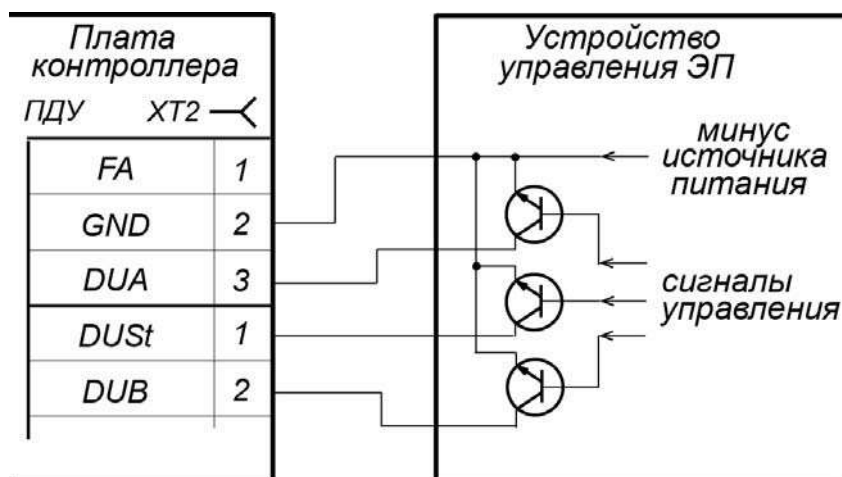 Плата
контроллера
ПДУ XT2
FA 1
GND 2
DUA 3
DUSt 1
DUB 2
Устройство
управления ЭП
минус
источника
питания
сигналы
управления